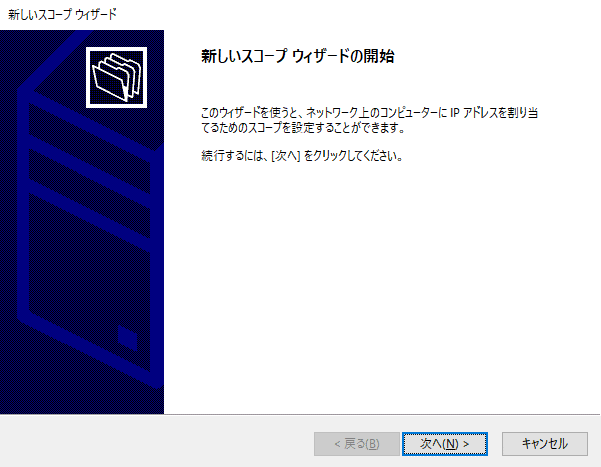 新しいスコープ ウィザード
新しいスコープ ウィザードの開始
このウィザードを使うと、ネットワーク上のコンピューターに IP アドレスを割り当
てるためのスコープを設定することができます。
続行するには、[次へ] をクリックしてください。
< 戻る(B)
次へ(N) >
キャンセル